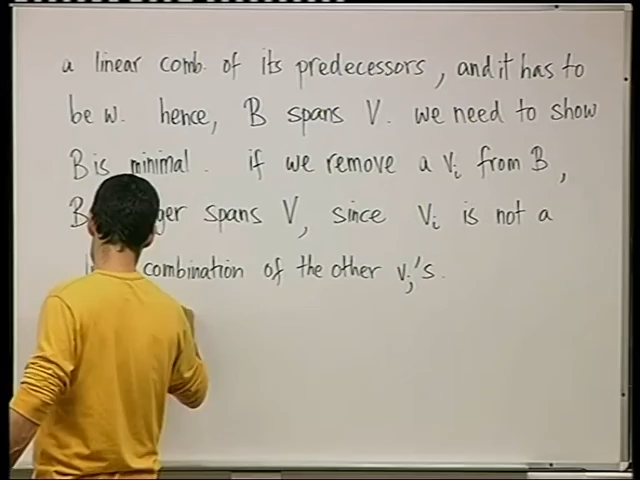 a linear comb. of its predecessors, and it has to
be w. hence, B spans V. we need to show
B is minimal. if we remove a vᵢ from B,
B spans V, since vᵢ is not a
combination of the other vⱼ's.